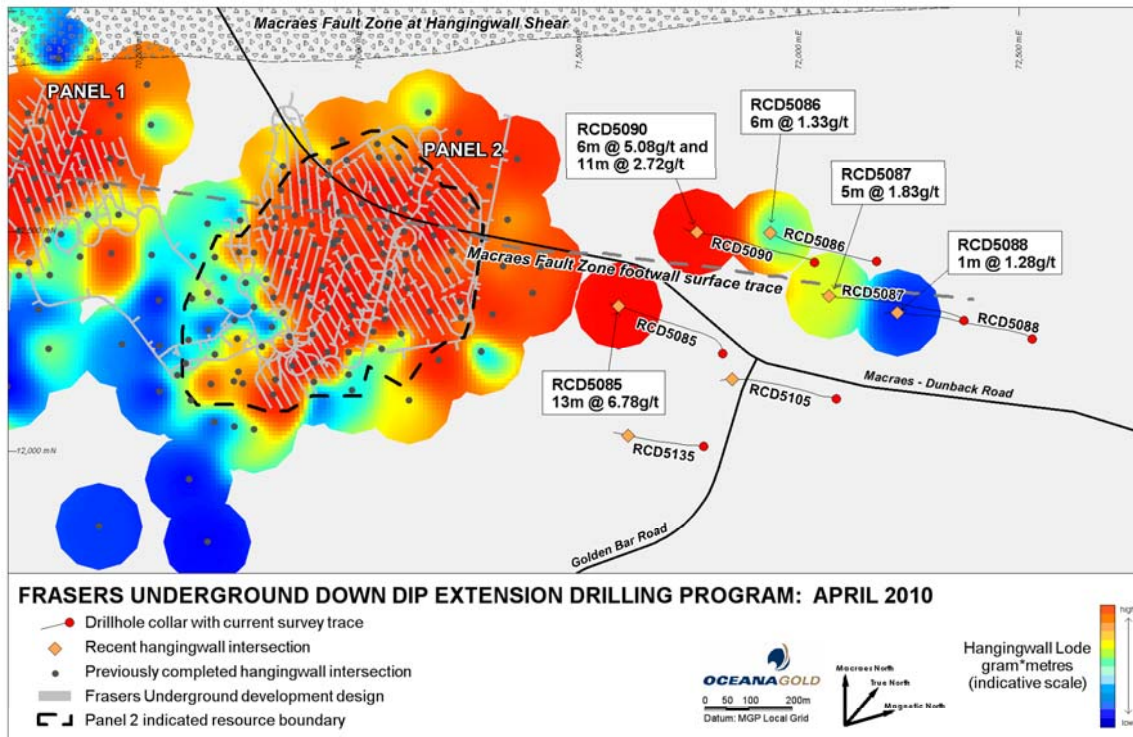 Macraes Fault Zone at Hangingwall Shear
71,500 mN
72,000 mN
72,500 mN
PANEL 1
PANEL 2
RCD5090
6m @ 5.08g/t and
11m @ 2.72g/t
RCD5086
6m @ 1.33g/t
RCD5087
5m @ 1.83g/t
RCD5088
1m @ 1.28g/t
RCD5086
RCD5090
Macraes Fault Zone footwall surface trace
RCD5087
RCD5088
RCD5085
RCD5085
13m @ 6.78g/t
Macraes - Dunback Road
RCD5105
RCD5135
12,000 mN
Golden Bar Road
FRASERS UNDERGROUND DOWN DIP EXTENSION DRILLING PROGRAM: APRIL 2010
Drillhole collar with current survey trace
Recent hangingwall intersection
Previously completed hangingwall intersection
Frasers Underground development design
Panel 2 indicated resource boundary
OCEANAGOLD
0 50 100 200m
Datum: MGP Local Grid
Macraes North
True North
Magnetic North
Hangingwall Lode
gram*metres
(indicative scale)
high
low